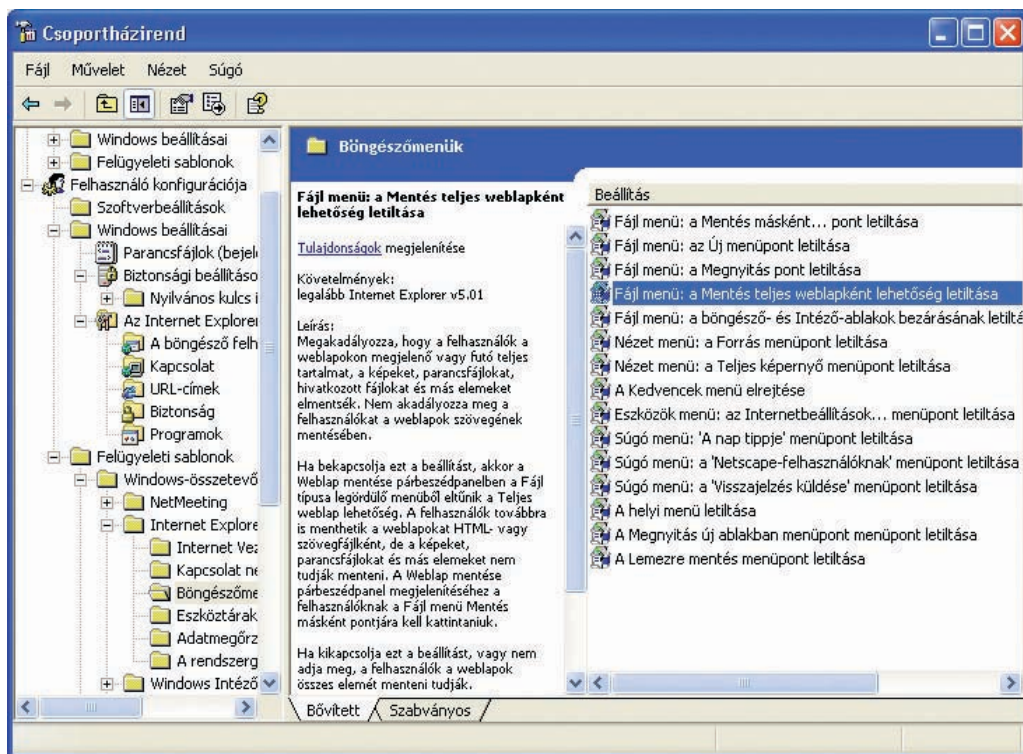 Csoportházirend
Fájl Művelet Nézet Súgó
Windows beállításai
Felügyeleti sablonok
Felhasználó konfigurációja
Szoftverbeállítások
Windows beállításai
Parancsfájlok (bejel
Biztonsági beállításo
Nyilvános kulcs i
Az Internet Explorer
A böngésző felh
Kapcsolat
URL-címek
Biztonság
Programok
Felügyeleti sablonok
Windows-összetevő
NetMeeting
Internet Explore
Internet Vez
Kapcsolat ne
Böngészőme
Eszköztárak
Adatmegőrz
A rendszerg
Windows Intéző
Böngészőmenük
Fájl menü: a Mentés teljes weblapként
lehetőség letiltása
Tulajdonságok megjelenítése
Követelmények:
legalább Internet Explorer v5.01
Leírás:
Megakadályozza, hogy a felhasználók a
weblapokon megjelenő vagy futó teljes
tartalmat, a képeket, parancsfájlokat,
hivatkozott fájlokat és más elemeket
elmentsék. Nem akadályozza meg a
felhasználókat a weblapok szövegének
mentésében.
Ha bekapcsolja ezt a beállítást, akkor a
Weblap mentése párbeszédpanelben a Fájl
típusa legördülő menüből eltűnik a Teljes
weblap lehetőség. A felhasználók továbbra
is menthetik a weblapokat HTML- vagy
szövegfájlként, de a képeket,
parancsfájlokat és más elemeket nem
tudják menteni. A Weblap mentése
párbeszédpanel megjelenítéséhez a
felhasználóknak a Fájl menü Mentés
másként pontjára kell kattintaniuk.
Ha kikapcsolja ezt a beállítást, vagy nem
adja meg, a felhasználók a weblapok
összes elemét menteni tudják.
Beállítás
Fájl menü: a Mentés másként... pont letiltása
Fájl menü: az Új menüpont letiltása
Fájl menü: a Megnyitás pont letiltása
Fájl menü: a Mentés teljes weblapként lehetőség letiltása
Fájl menü: a böngésző- és Intéző-ablakok bezárásának letiltá
Nézet menü: a Forrás menüpont letiltása
Nézet menü: a Teljes képernyő menüpont letiltása
A Kedvencek menü elrejtése
Eszközök menü: az Internetbeállítások... menüpont letiltása
Súgó menü: 'A nap tippje' menüpont letiltása
Súgó menü: a 'Netscape-felhasználóknak' menüpont letiltása
Súgó menü: a 'Visszajelzés küldése' menüpont letiltása
A helyi menü letiltása
A Megnyitás új ablakban menüpont menüpont letiltása
A Lemezre mentés menüpont letiltása
Bővített Szabványos